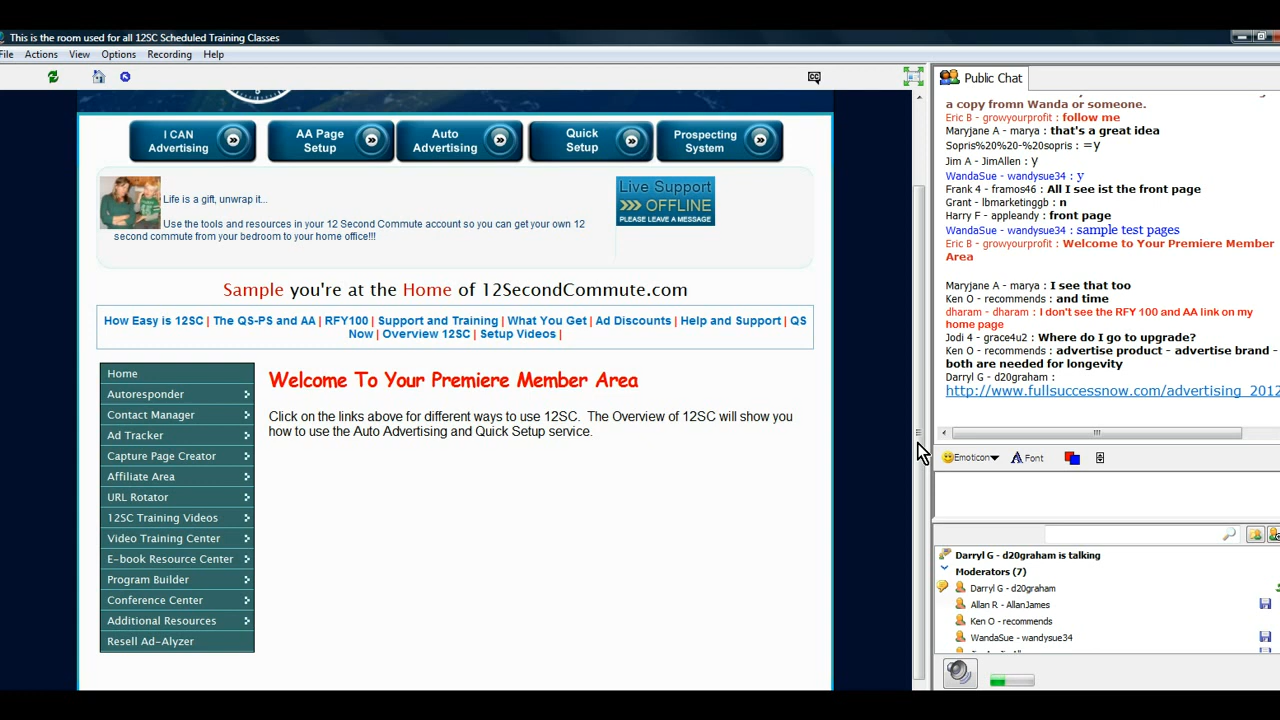 This is the room used for all 12SC Scheduled Training Classes
File Actions View Options Recording Help
CC
I CAN
Advertising
AA Page
Setup
Auto
Advertising
Quick
Setup
Prospecting
System
Life is a gift, unwrap it...
Use the tools and resources in your 12 Second Commute account so you can get your own 12
second commute from your bedroom to your home office!!!
Live Support
>>> OFFLINE
PLEASE LEAVE A MESSAGE
Sample you're at the Home of 12SecondCommute.com
How Easy is 12SC | The QS-PS and AA | RFY100 | Support and Training | What You Get | Ad Discounts | Help and Support | QS
Now | Overview 12SC | Setup Videos |
Home
Autoresponder
Contact Manager
Ad Tracker
Capture Page Creator
Affiliate Area
URL Rotator
12SC Training Videos
Video Training Center
E-book Resource Center
Program Builder
Conference Center
Additional Resources
Resell Ad-Alyzer
Welcome To Your Premiere Member Area
Click on the links above for different ways to use 12SC. The Overview of 12SC will show you
how to use the Auto Advertising and Quick Setup service.
Public Chat
a copy fromn Wanda or someone.
Eric B - growyourprofit : follow me
Maryjane A - marya : that's a great idea
Sopris%20%20-%20sopris : =y
Jim A - JimAllen : y
WandaSue - wandysue34 : y
Frank 4 - framos46 : All I see ist the front page
Grant - lbmarketinggb : n
Harry F - appleandy : front page
WandaSue - wandysue34 : sample test pages
Eric B - growyourprofit : Welcome to Your Premiere Member
Area
Maryjane A - marya : I see that too
Ken O - recommends : and time
dharam - dharam : I don't see the RFY 100 and AA link on my
home page
Jodi 4 - grace4u2 : Where do I go to upgrade?
Ken O - recommends : advertise product - advertise brand -
both are needed for longevity
Darryl G - d20graham :
http://www.fullsuccessnow.com/advertising_2012
Emoticon Font
Darryl G - d20graham is talking
Moderators (7)
Darryl G - d20graham
Allan R - AllanJames
Ken O - recommends
WandaSue - wandysue34